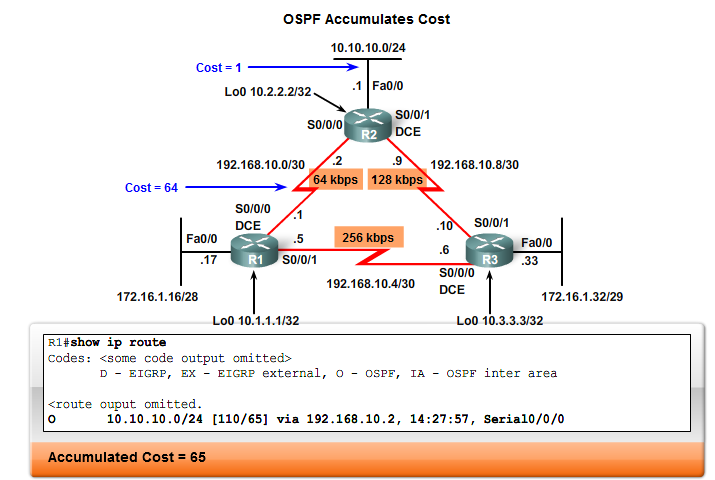 OSPF Accumulates Cost
10.10.10.0/24
Cost = 1
.1
Fa0/0
Lo0 10.2.2.2/32
S0/0/0
R2
S0/0/1
DCE
192.168.10.0/30
.2
.9
192.168.10.8/30
64 kbps
128 kbps
Cost = 64
S0/0/0
DCE
.1
.10
S0/0/1
Fa0/0
.17
R1
.5
S0/0/1
256 kbps
.6
R3
Fa0/0
.33
192.168.10.4/30
S0/0/0
DCE
172.16.1.16/28
172.16.1.32/29
Lo0 10.1.1.1/32
Lo0 10.3.3.3/32
R1#show ip route
Codes: <some code output omitted>
D - EIGRP, EX - EIGRP external, O - OSPF, IA - OSPF inter area
<route ouput omitted.
O 10.10.10.0/24 [110/65] via 192.168.10.2, 14:27:57, Serial0/0/0
Accumulated Cost = 65